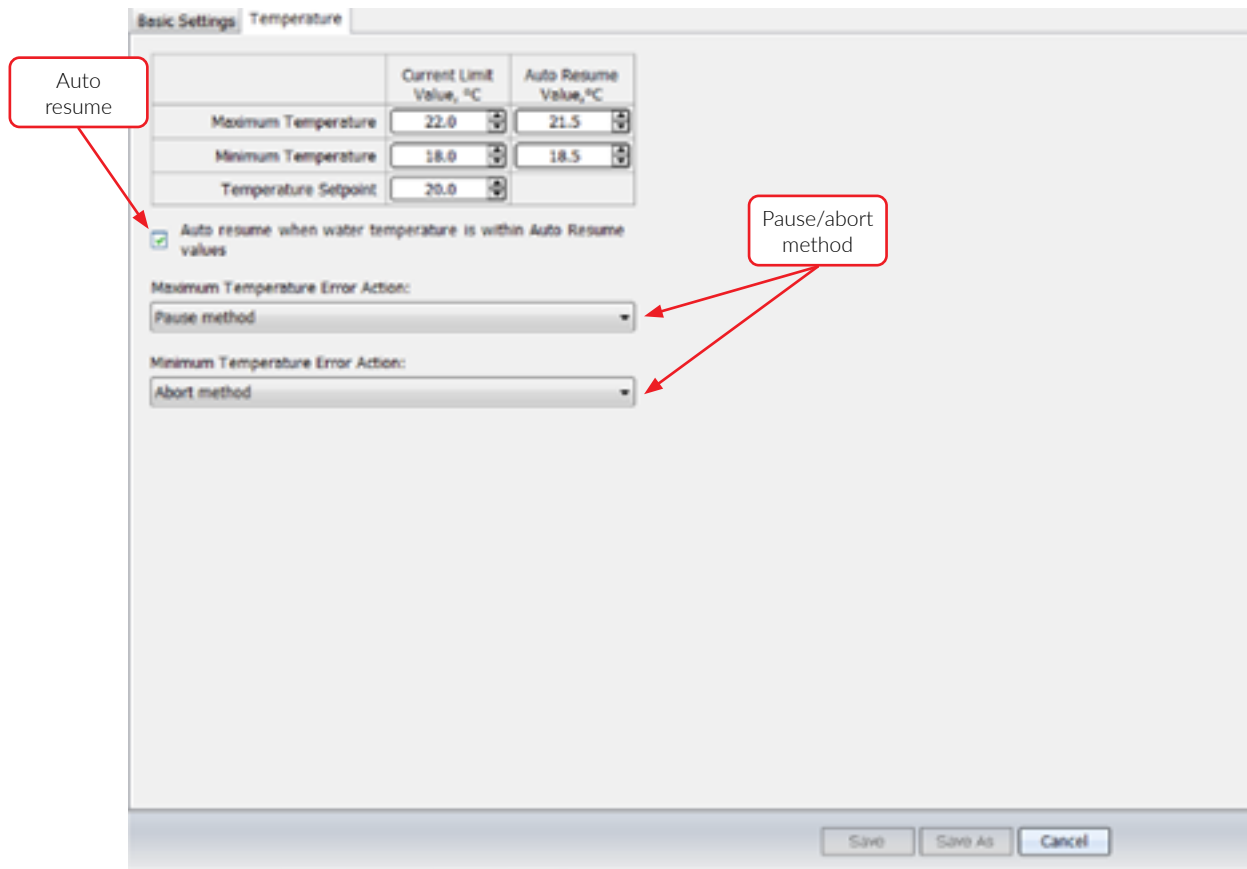 Basic Settings Temperature
Auto
resume
Current Limit Auto Resume
Value, °C Value,°C
Maximum Temperature 22.0 21.5
Minimum Temperature 18.0 18.5
Temperature Setpoint 20.0
Auto resume when water temperature is within Auto Resume
values
Pause/abort
method
Maximum Temperature Error Action:
Pause method
Minimum Temperature Error Action:
Abort method
Save Save As Cancel